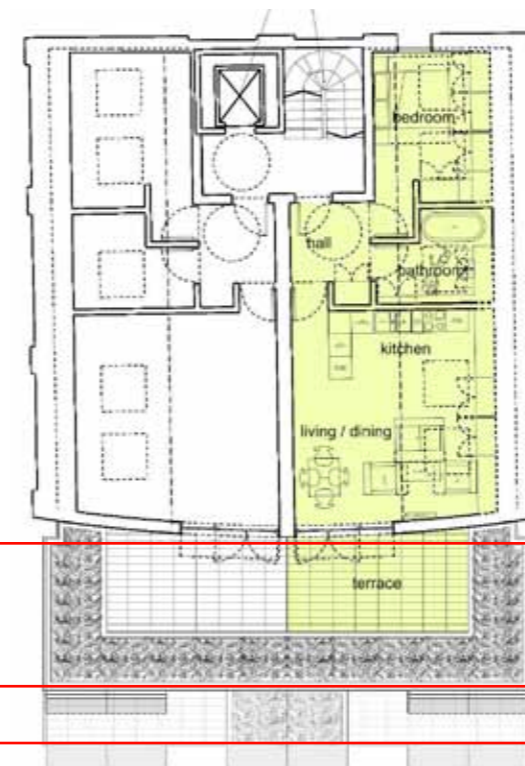 bedroom
hall
bathroom
kitchen
living / dining
terrace